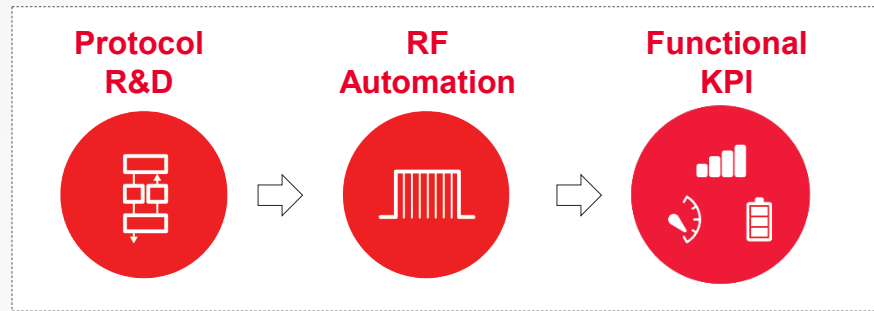 Protocol
R&D
RF
Automation
Functional
KPI